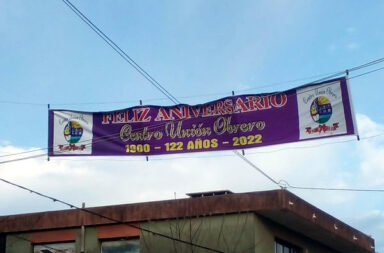 FELIZ ANIVERSARIO
Centro Unión Obrero
1900 - 122 AÑOS - 2022